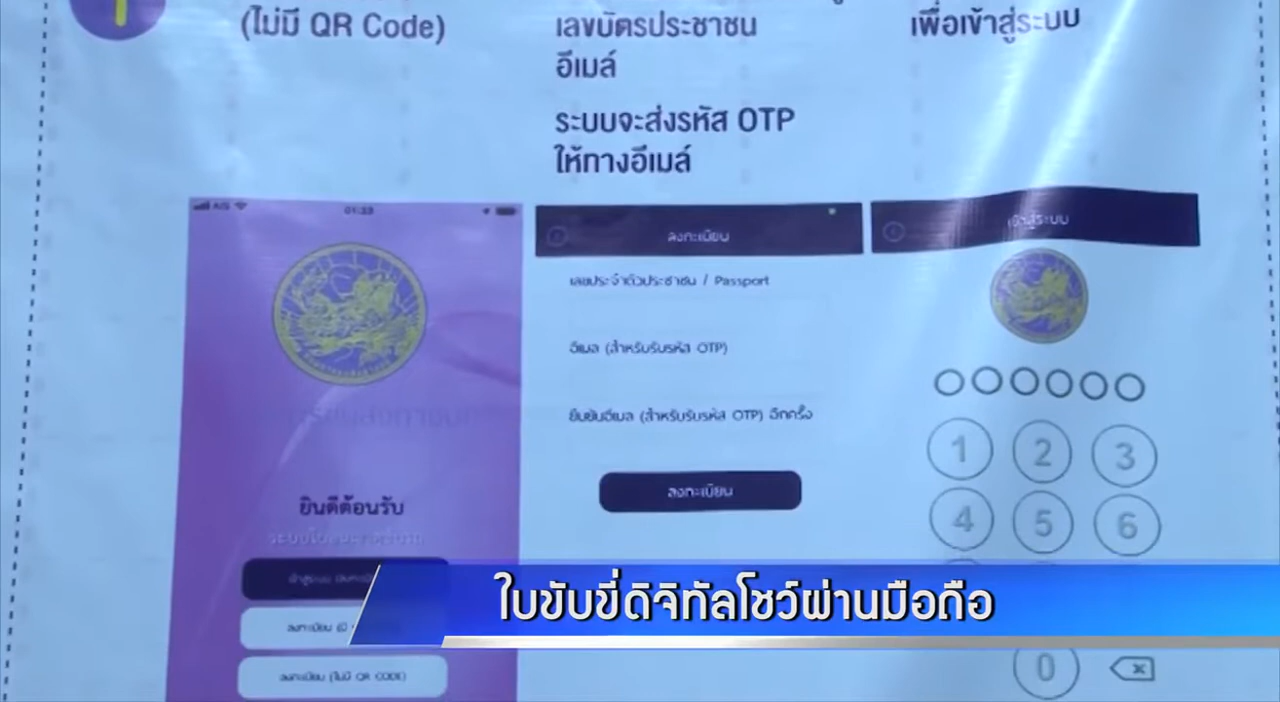 (ไม่มี QR Code)
เลขบัตรประชาชน
อีเมล์
ระบบจะส่งรหัส OTP
ให้ทางอีเมล์
เพื่อเข้าสู่ระบบ
AIS
ยินดีต้อนรับ
ลงทะเบียน
ลงทะเบียน (ไม่มี QR CODE)
ลงทะเบียน
เลขประจำตัวประชาชน / Passport
อีเมล (สำหรับรับรหัส OTP)
ยืนยันอีเมล (สำหรับรับรหัส OTP) อีกครั้ง
ลงทะเบียน
เข้าสู่ระบบ
1 2 3
4 5 6
0
ใบขับขี่ดิจิทัลโชว์ผ่านมือถือ